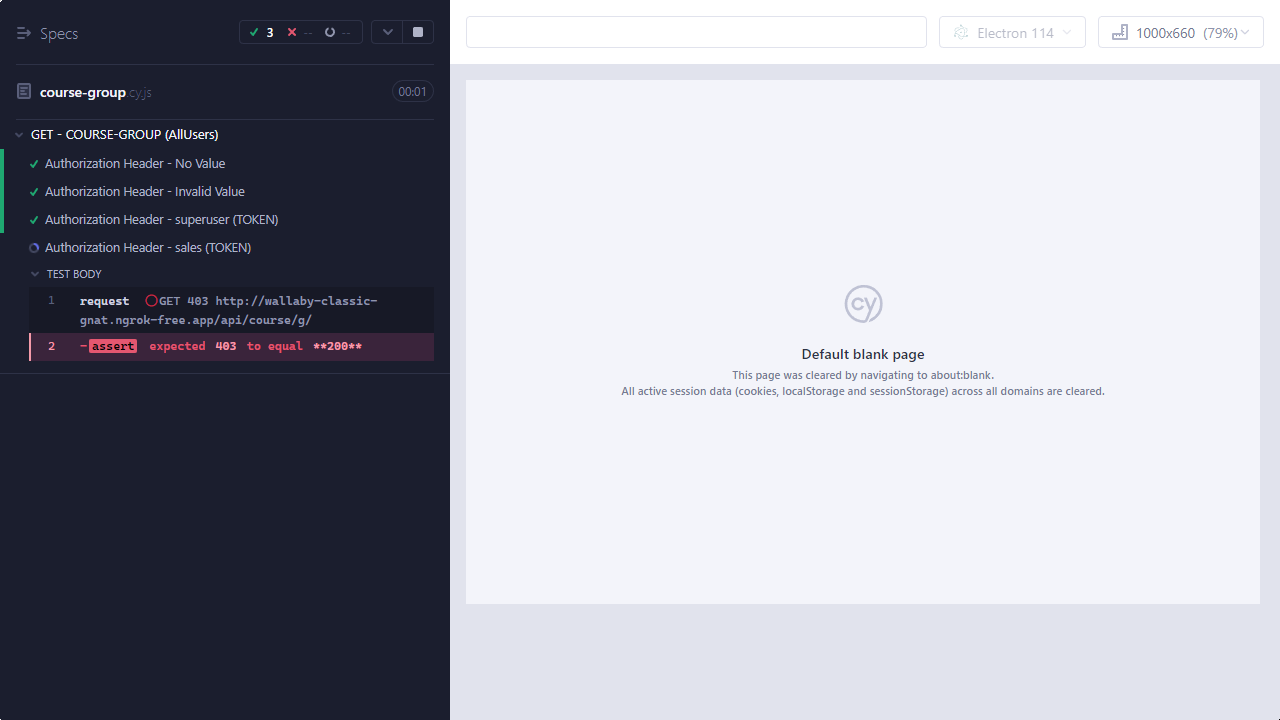 Specs
3
--
--
Electron 114
1000x660 (79%)
course-group.cy.js
00:01
GET - COURSE-GROUP (AllUsers)
Authorization Header - No Value
Authorization Header - Invalid Value
Authorization Header - superuser (TOKEN)
Authorization Header - sales (TOKEN)
TEST BODY
1 request GET 403 http://wallaby-classic-
gnat.ngrok-free.app/api/course/g/
2 -assert expected 403 to equal **200**
cy
Default blank page
This page was cleared by navigating to about:blank.
All active session data (cookies, localStorage and sessionStorage) across all domains are cleared.